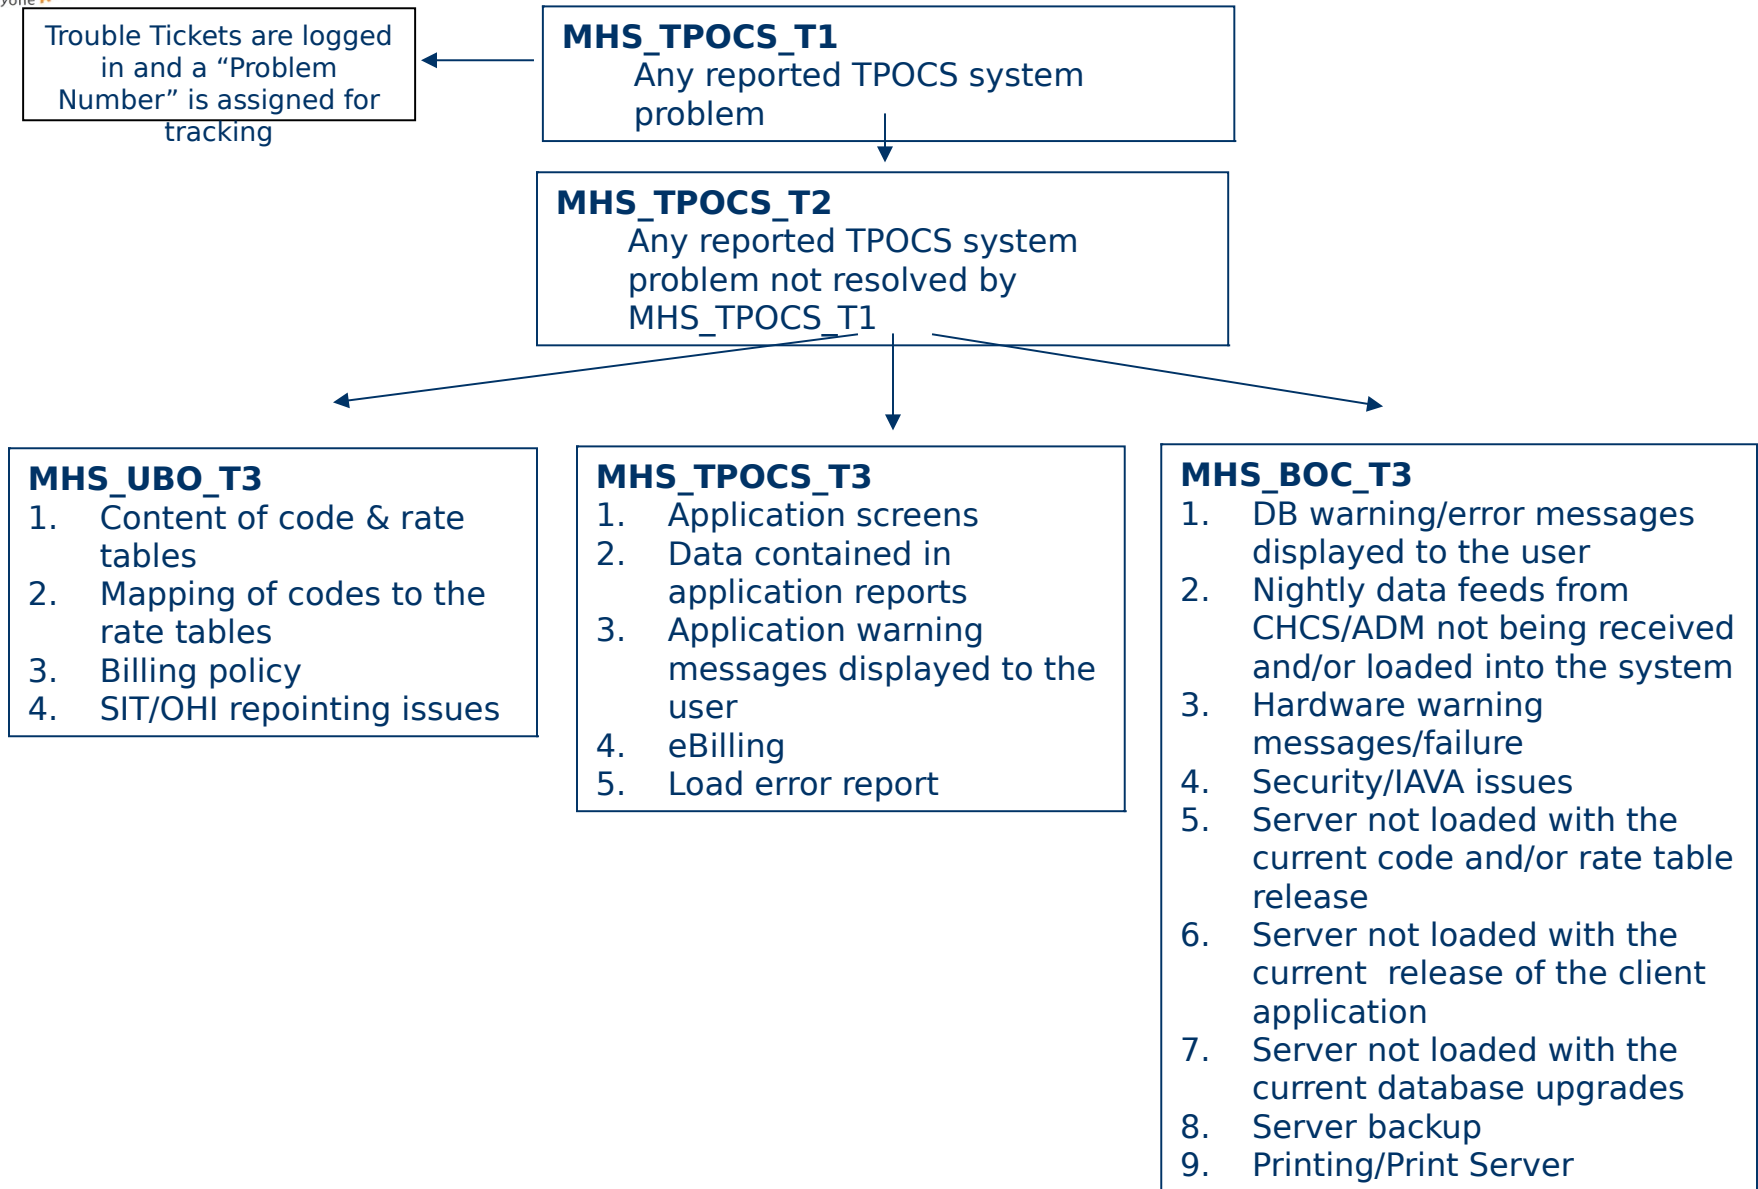 Trouble Tickets are logged
in and a “Problem
Number” is assigned for
tracking
MHS_TPOCS_T1
Any reported TPOCS system
problem
MHS_TPOCS_T2
Any reported TPOCS system
problem not resolved by
MHS_TPOCS_T1
MHS_UBO_T3
1. Content of code & rate
tables
2. Mapping of codes to the
rate tables
3. Billing policy
4. SIT/OHI repointing issues
MHS_TPOCS_T3
1. Application screens
2. Data contained in
application reports
3. Application warning
messages displayed to the
user
4. eBilling
5. Load error report
MHS_BOC_T3
1. DB warning/error messages
displayed to the user
2. Nightly data feeds from
CHCS/ADM not being received
and/or loaded into the system
3. Hardware warning
messages/failure
4. Security/IAVA issues
5. Server not loaded with the
current code and/or rate table
release
6. Server not loaded with the
current  release of the client
application
7. Server not loaded with the
current database upgrades
8. Server backup
9. Printing/Print Server